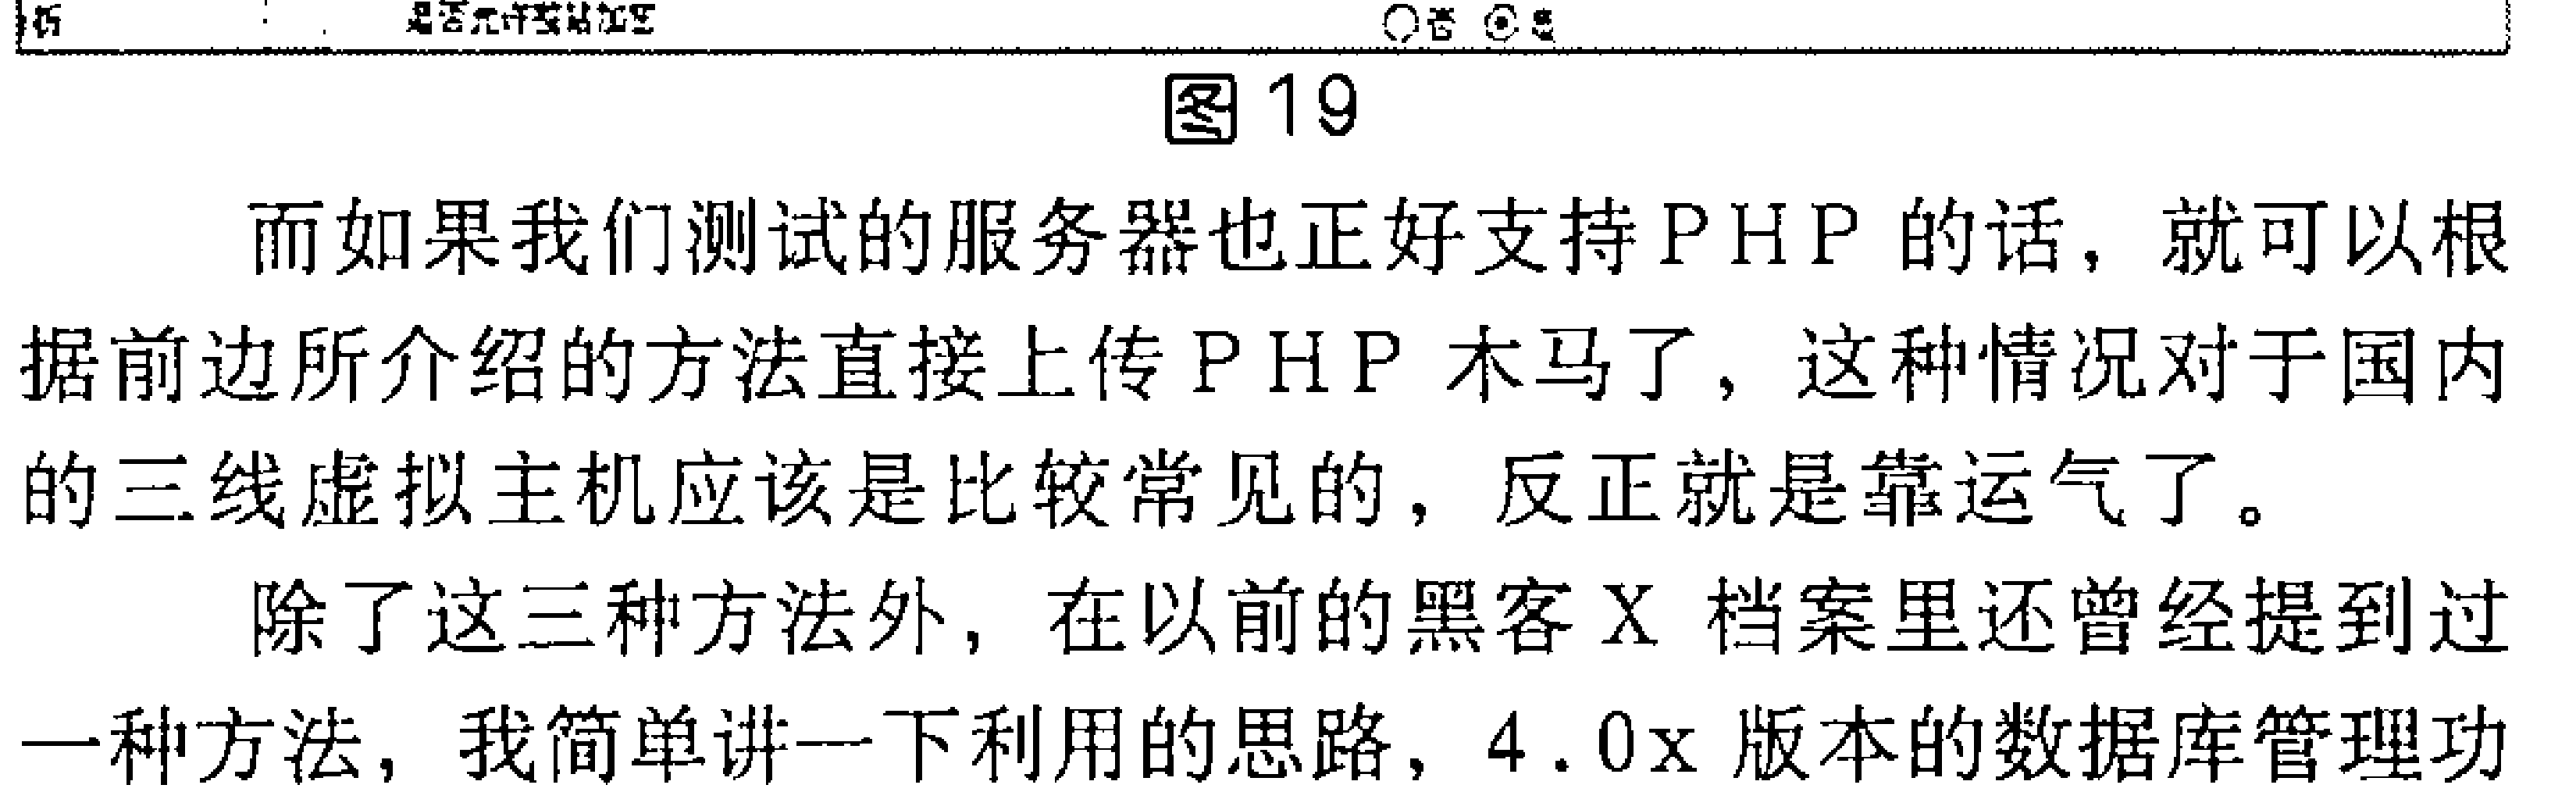 图19
而如果我们测试的服务器也正好支持PHP的话，就可以根
据前边所介绍的方法直接上传PHP木马了，这种情况对于国内
的三线虚拟主机应该是比较常见的，反正就是靠运气了。
除了这三种方法外，在以前的黑客X档案里还曾经提到过
一种方法，我简单讲一下利用的思路，4.0x版本的数据库管理功